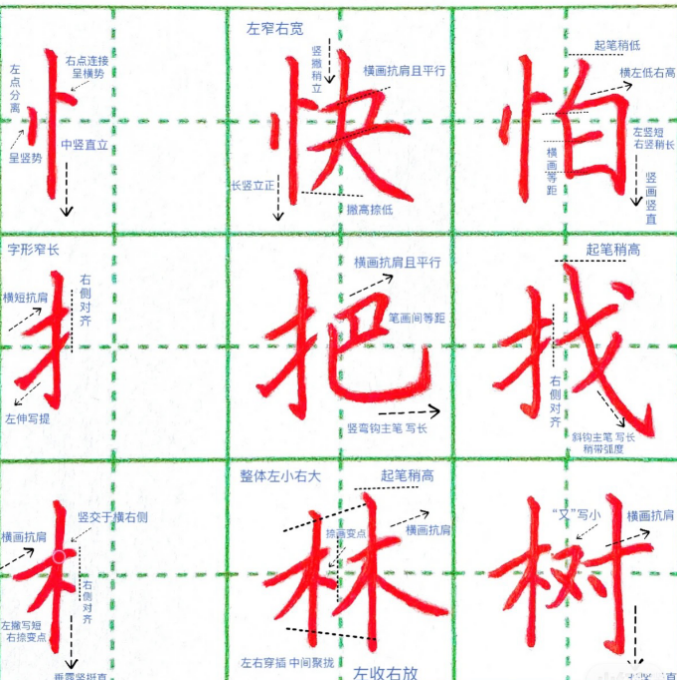 左点分离
右点连接
呈横势
呈竖势
中竖直立
忄
左窄右宽
竖撇稍立
横画抗肩且平行
长竖立正
撇高捺低
快
起笔稍低
横左低右高
横画等距
左竖短
右竖稍长
竖画竖直
怕
字形窄长
横短抗肩
右侧对齐
左伸写提
扌
横画抗肩且平行
笔画间等距
竖弯钩主笔 写长
把
起笔稍高
右侧对齐
斜钩主笔 写长
稍带弧度
找
竖交于横右侧
横画抗肩
右侧对齐
左撇写短
右捺变点
垂露竖挺直
木
整体左小右大
起笔稍高
捺画变点
横画抗肩
左右穿插 中间聚拢
左收右放
林
“又”写小
横画抗肩
树